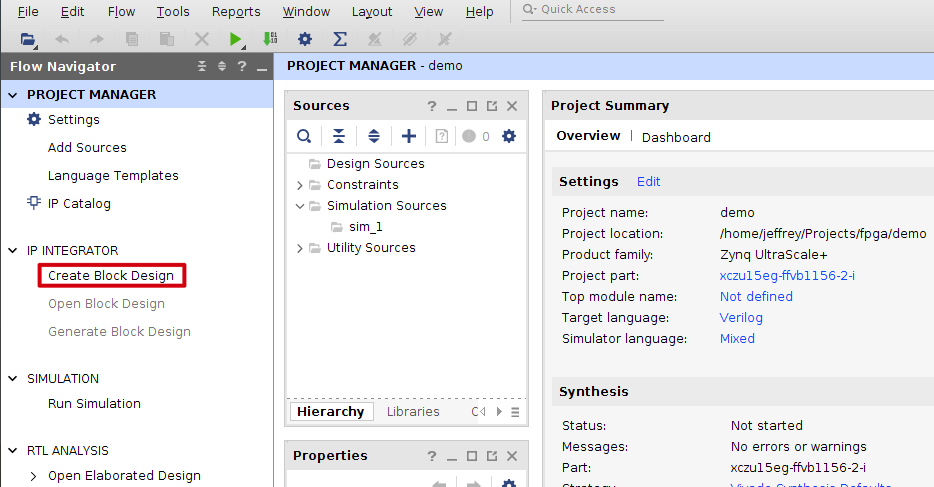 File Edit Flow Tools Reports Window Layout View Help Quick Access
Flow Navigator
PROJECT MANAGER
Settings
Add Sources
Language Templates
IP Catalog
IP INTEGRATOR
Create Block Design
Open Block Design
Generate Block Design
SIMULATION
Run Simulation
RTL ANALYSIS
Open Elaborated Design
PROJECT MANAGER - demo
Sources
0
Design Sources
Constraints
Simulation Sources
sim_1
Utility Sources
Hierarchy Libraries
Properties
Project Summary
Overview | Dashboard
Settings Edit
Project name: demo
Project location: /home/jeffrey/Projects/fpga/demo
Product family: Zynq UltraScale+
Project part: xczu15eg-ffvb1156-2-i
Top module name: Not defined
Target language: Verilog
Simulator language: Mixed
Synthesis
Status: Not started
Messages: No errors or warnings
Part: xczu15eg-ffvb1156-2-i
Strategy: Vivado Synthesis Defaults